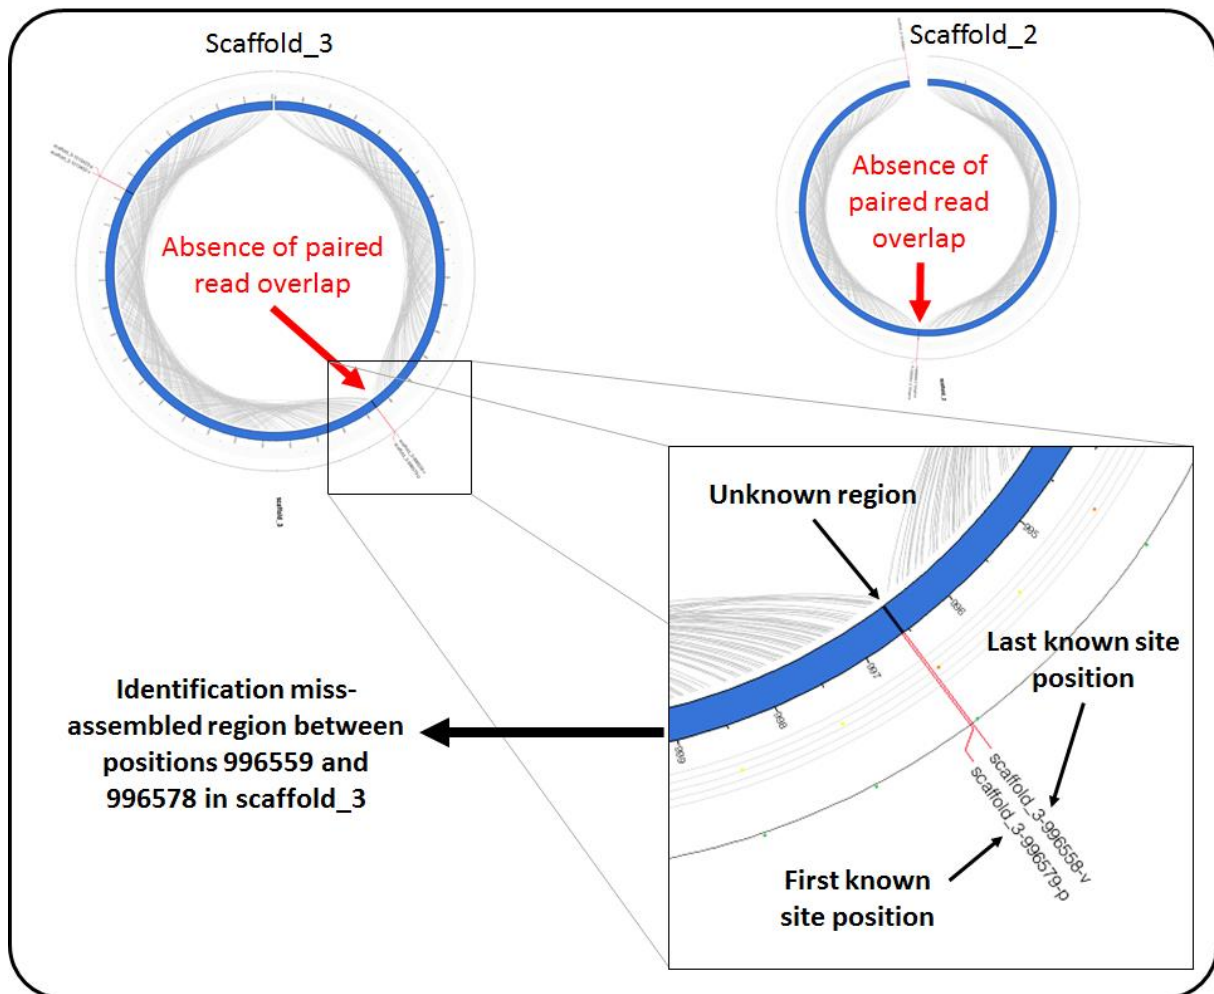 Scaffold_3
Scaffold_2
Absence of paired
read overlap
Absence of
paired read
overlap
scaffold_3
Unknown region
995
996
997
998
999
Last known site
position
scaffold_3-996558-v
scaffold_3-996579-p
First known
site position
Identification miss-
assembled region between
positions 996559 and
996578 in scaffold_3